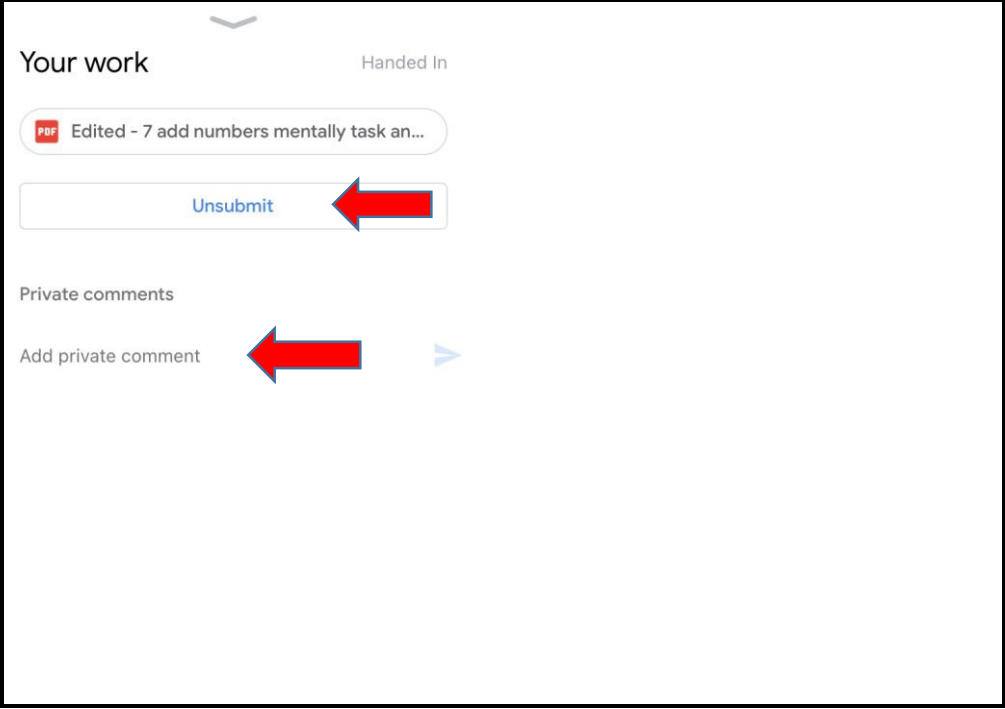 Your work
Handed In
PDF Edited - 7 add numbers mentally task an...
Unsubmit
Private comments
Add private comment